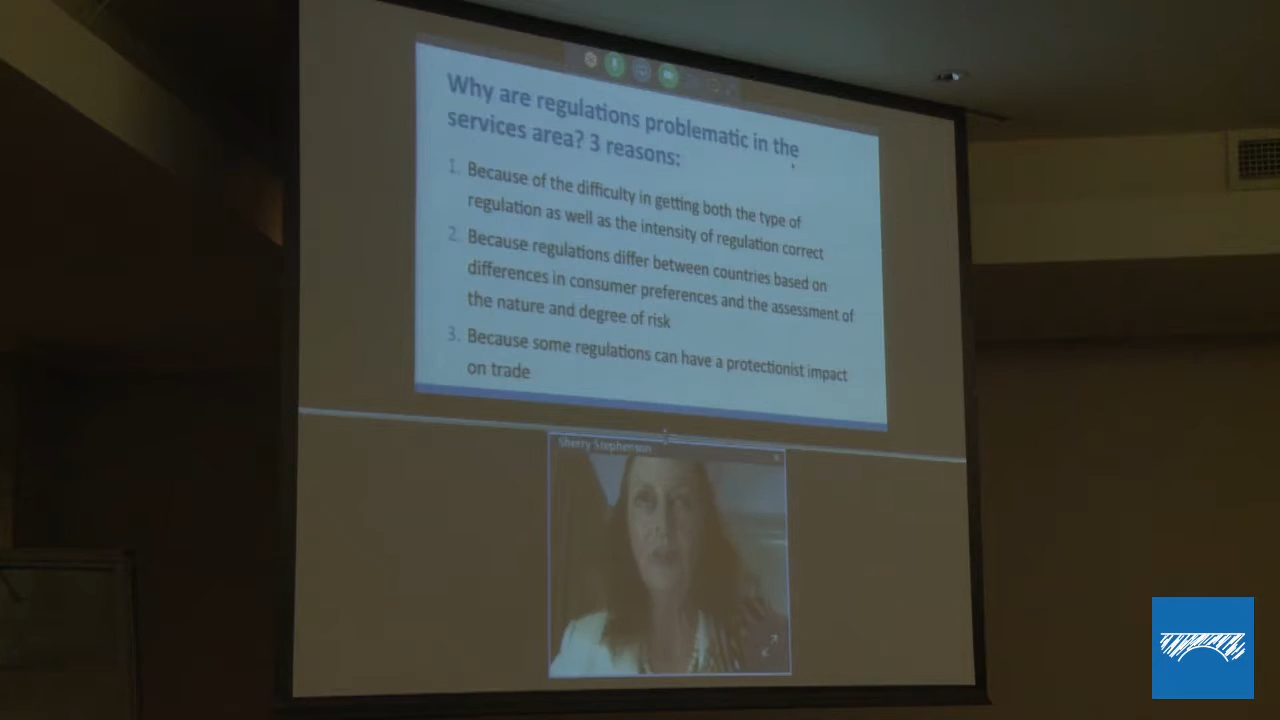 Why are regulations problematic in the
services area? 3 reasons:
1. Because of the difficulty in getting both the type of
regulation as well as the intensity of regulation correct
2. Because regulations differ between countries based on
differences in consumer preferences and the assessment of
the nature and degree of risk
3. Because some regulations can have a protectionist impact
on trade
Sherry Stephenson